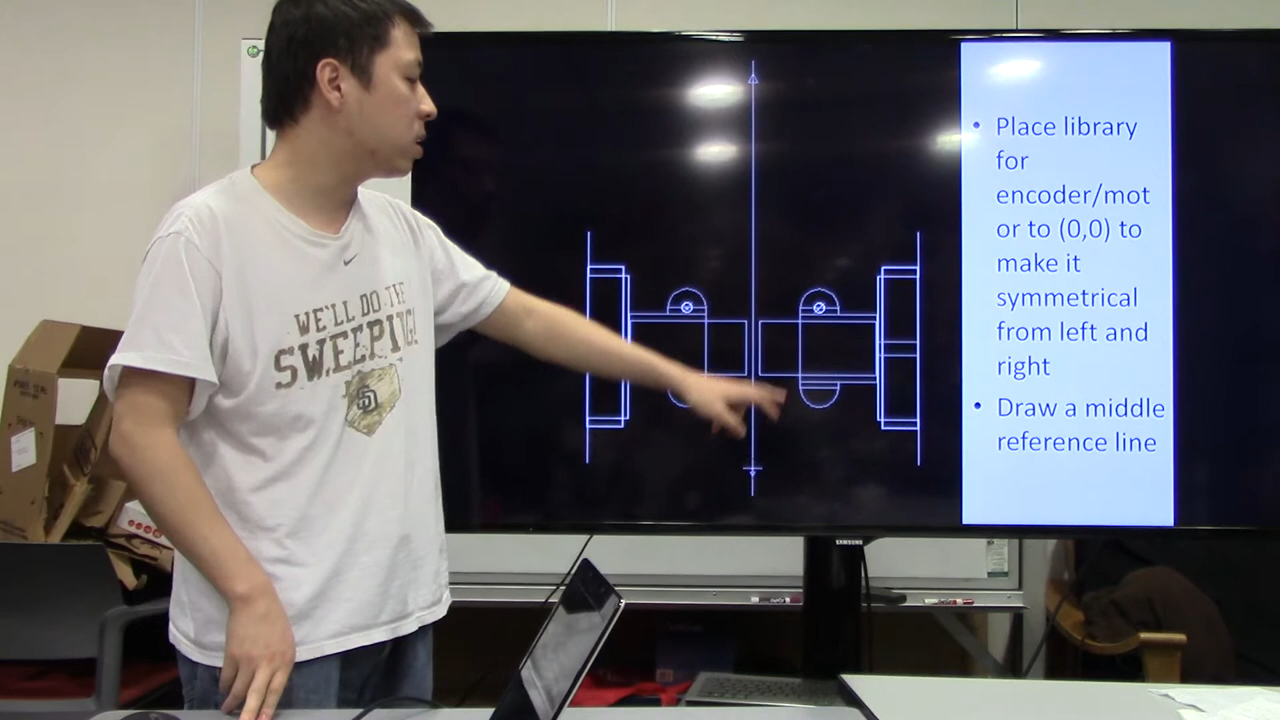 WE'LL DO THE
SWEEPING!
SD
• Place library
for
encoder/mot
or to (0,0) to
make it
symmetrical
from left and
right
• Draw a middle
reference line
SAMSUNG